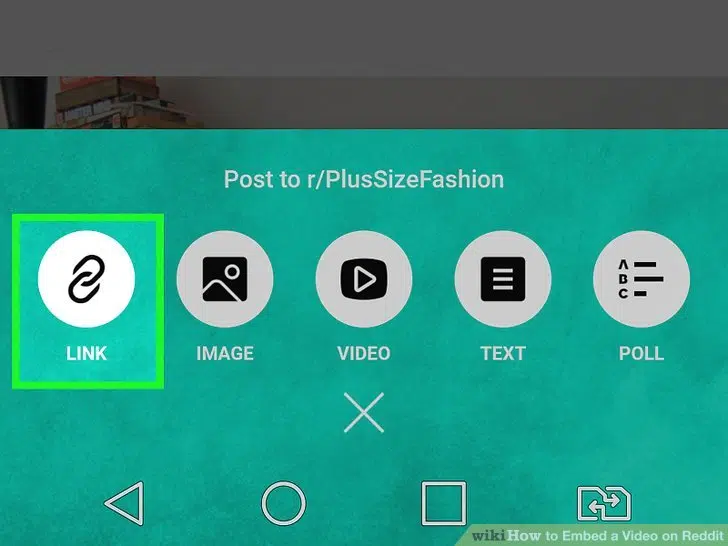 Post to r/PlusSizeFashion
LINK
IMAGE
VIDEO
TEXT
POLL
A
B
C
wikiHow to Embed a Video on Reddit